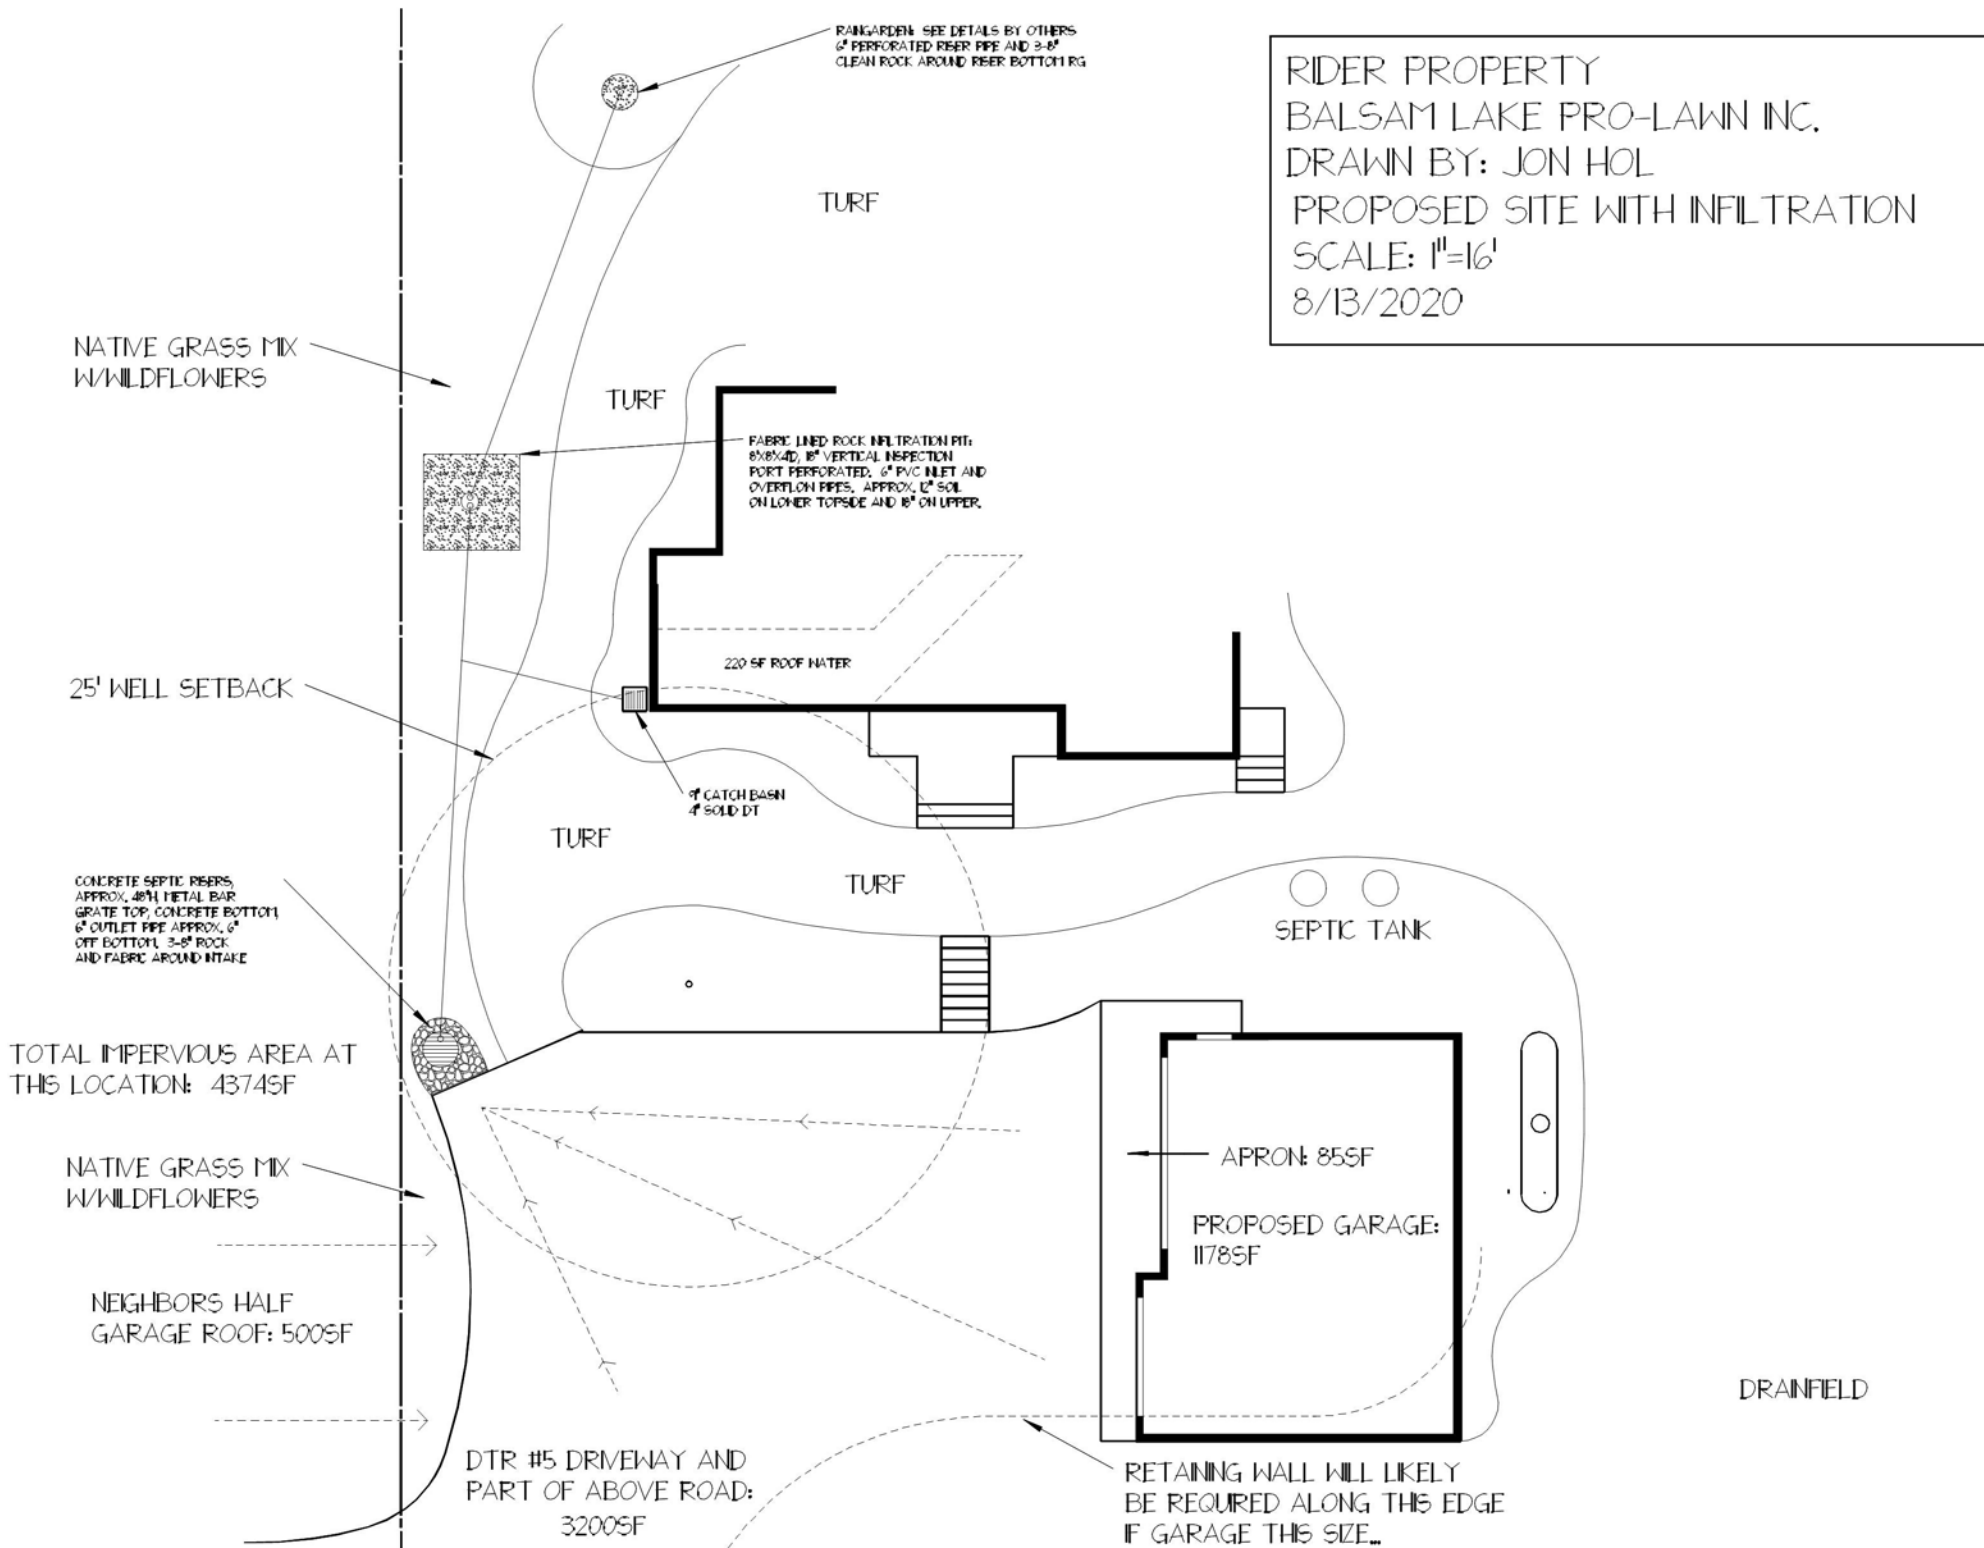 RAINGARDEN: SEE DETAILS BY OTHERS
6" PERFORATED RISER PIPE AND 3-8"
CLEAN ROCK AROUND RISER BOTTOM RG
RIDER PROPERTY
BALSAM LAKE PRO-LAWN INC.
DRAWN BY: JON HOL
PROPOSED SITE WITH INFILTRATION
SCALE: 1"=16'
8/13/2020
TURF
NATIVE GRASS MIX
W/WILDFLOWERS
TURF
FABRIC LINED ROCK INFILTRATION PIT:
8'X8'X4'D, 18" VERTICAL INSPECTION
PORT PERFORATED. 6" PVC INLET AND
OVERFLOW PIPES. APPROX. 12" SOIL
ON LOWER TOPSIDE AND 18" ON UPPER.
220 SF ROOF WATER
25' WELL SETBACK
9" CATCH BASIN
4" SOLID DT
TURF
TURF
CONCRETE SEPTIC RISERS,
APPROX. 48"H, METAL BAR
GRATE TOP, CONCRETE BOTTOM,
6" OUTLET PIPE APPROX. 6"
OFF BOTTOM, 3-8" ROCK
AND FABRIC AROUND INTAKE
SEPTIC TANK
TOTAL IMPERVIOUS AREA AT
THIS LOCATION: 4374SF
APRON: 85SF
NATIVE GRASS MIX
W/WILDFLOWERS
PROPOSED GARAGE:
1178SF
NEIGHBORS HALF
GARAGE ROOF: 500SF
DRAINFIELD
DTR #5 DRIVEWAY AND
PART OF ABOVE ROAD:
3200SF
RETAINING WALL WILL LIKELY
BE REQUIRED ALONG THIS EDGE
IF GARAGE THIS SIZE...